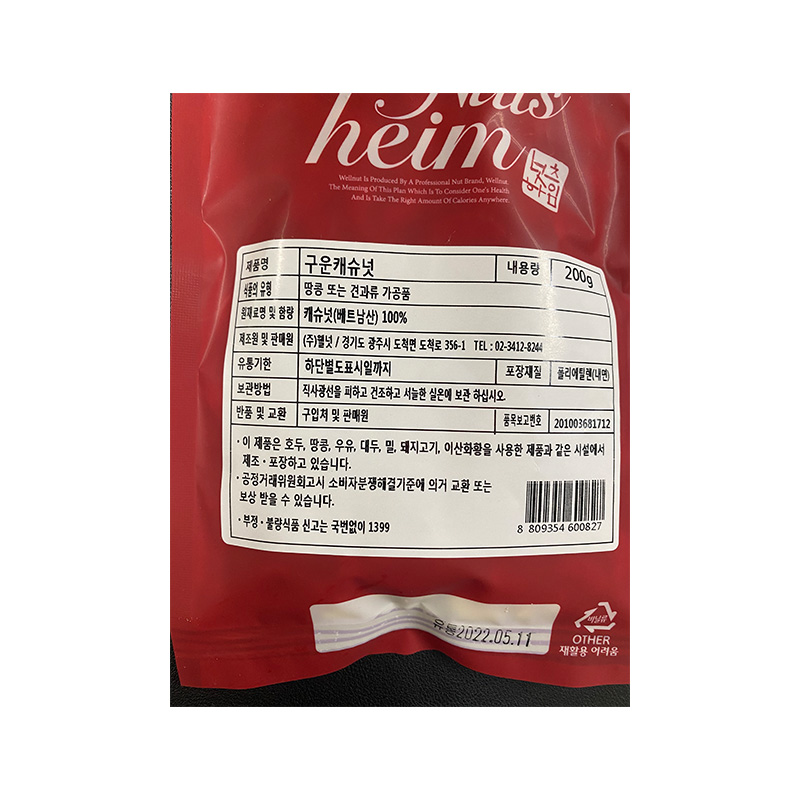 Nuts
heim
넛츠
하임
Wellnut Is Produced By A Professional Nut Brand, Wellnut.
The Meaning Of This Plan Which Is To Consider One's Health
And Is Take The Right Amount Of Calories Anywhere.
제품명 구운캐슈넛 내용량 200g
식품의 유형 땅콩 또는 견과류 가공품
원재료명 및 함량 캐슈넛(베트남산) 100%
제조원 및 판매원 (주)웰넛 / 경기도 광주시 도척면 도척로 356-1 TEL : 02-3412-8244
유통기한 하단별도표시일까지 포장재질 폴리에틸렌(내면)
보관방법 직사광선을 피하고 건조하고 서늘한 실온에 보관 하십시오.
반품 및 교환 구입처 및 판매원 품목보고번호 201003681712
· 이 제품은 호두, 땅콩, 우유, 대두, 밀, 돼지고기, 이산화황을 사용한 제품과 같은 시설에서
제조 · 포장하고 있습니다.
· 공정거래위원회고시 소비자분쟁해결기준에 의거 교환 또는
보상 받을 수 있습니다.
· 부정 · 불량식품 신고는 국번없이 1399
8 809354 600827
유통2022.05.11
비닐류
OTHER
재활용 어려움